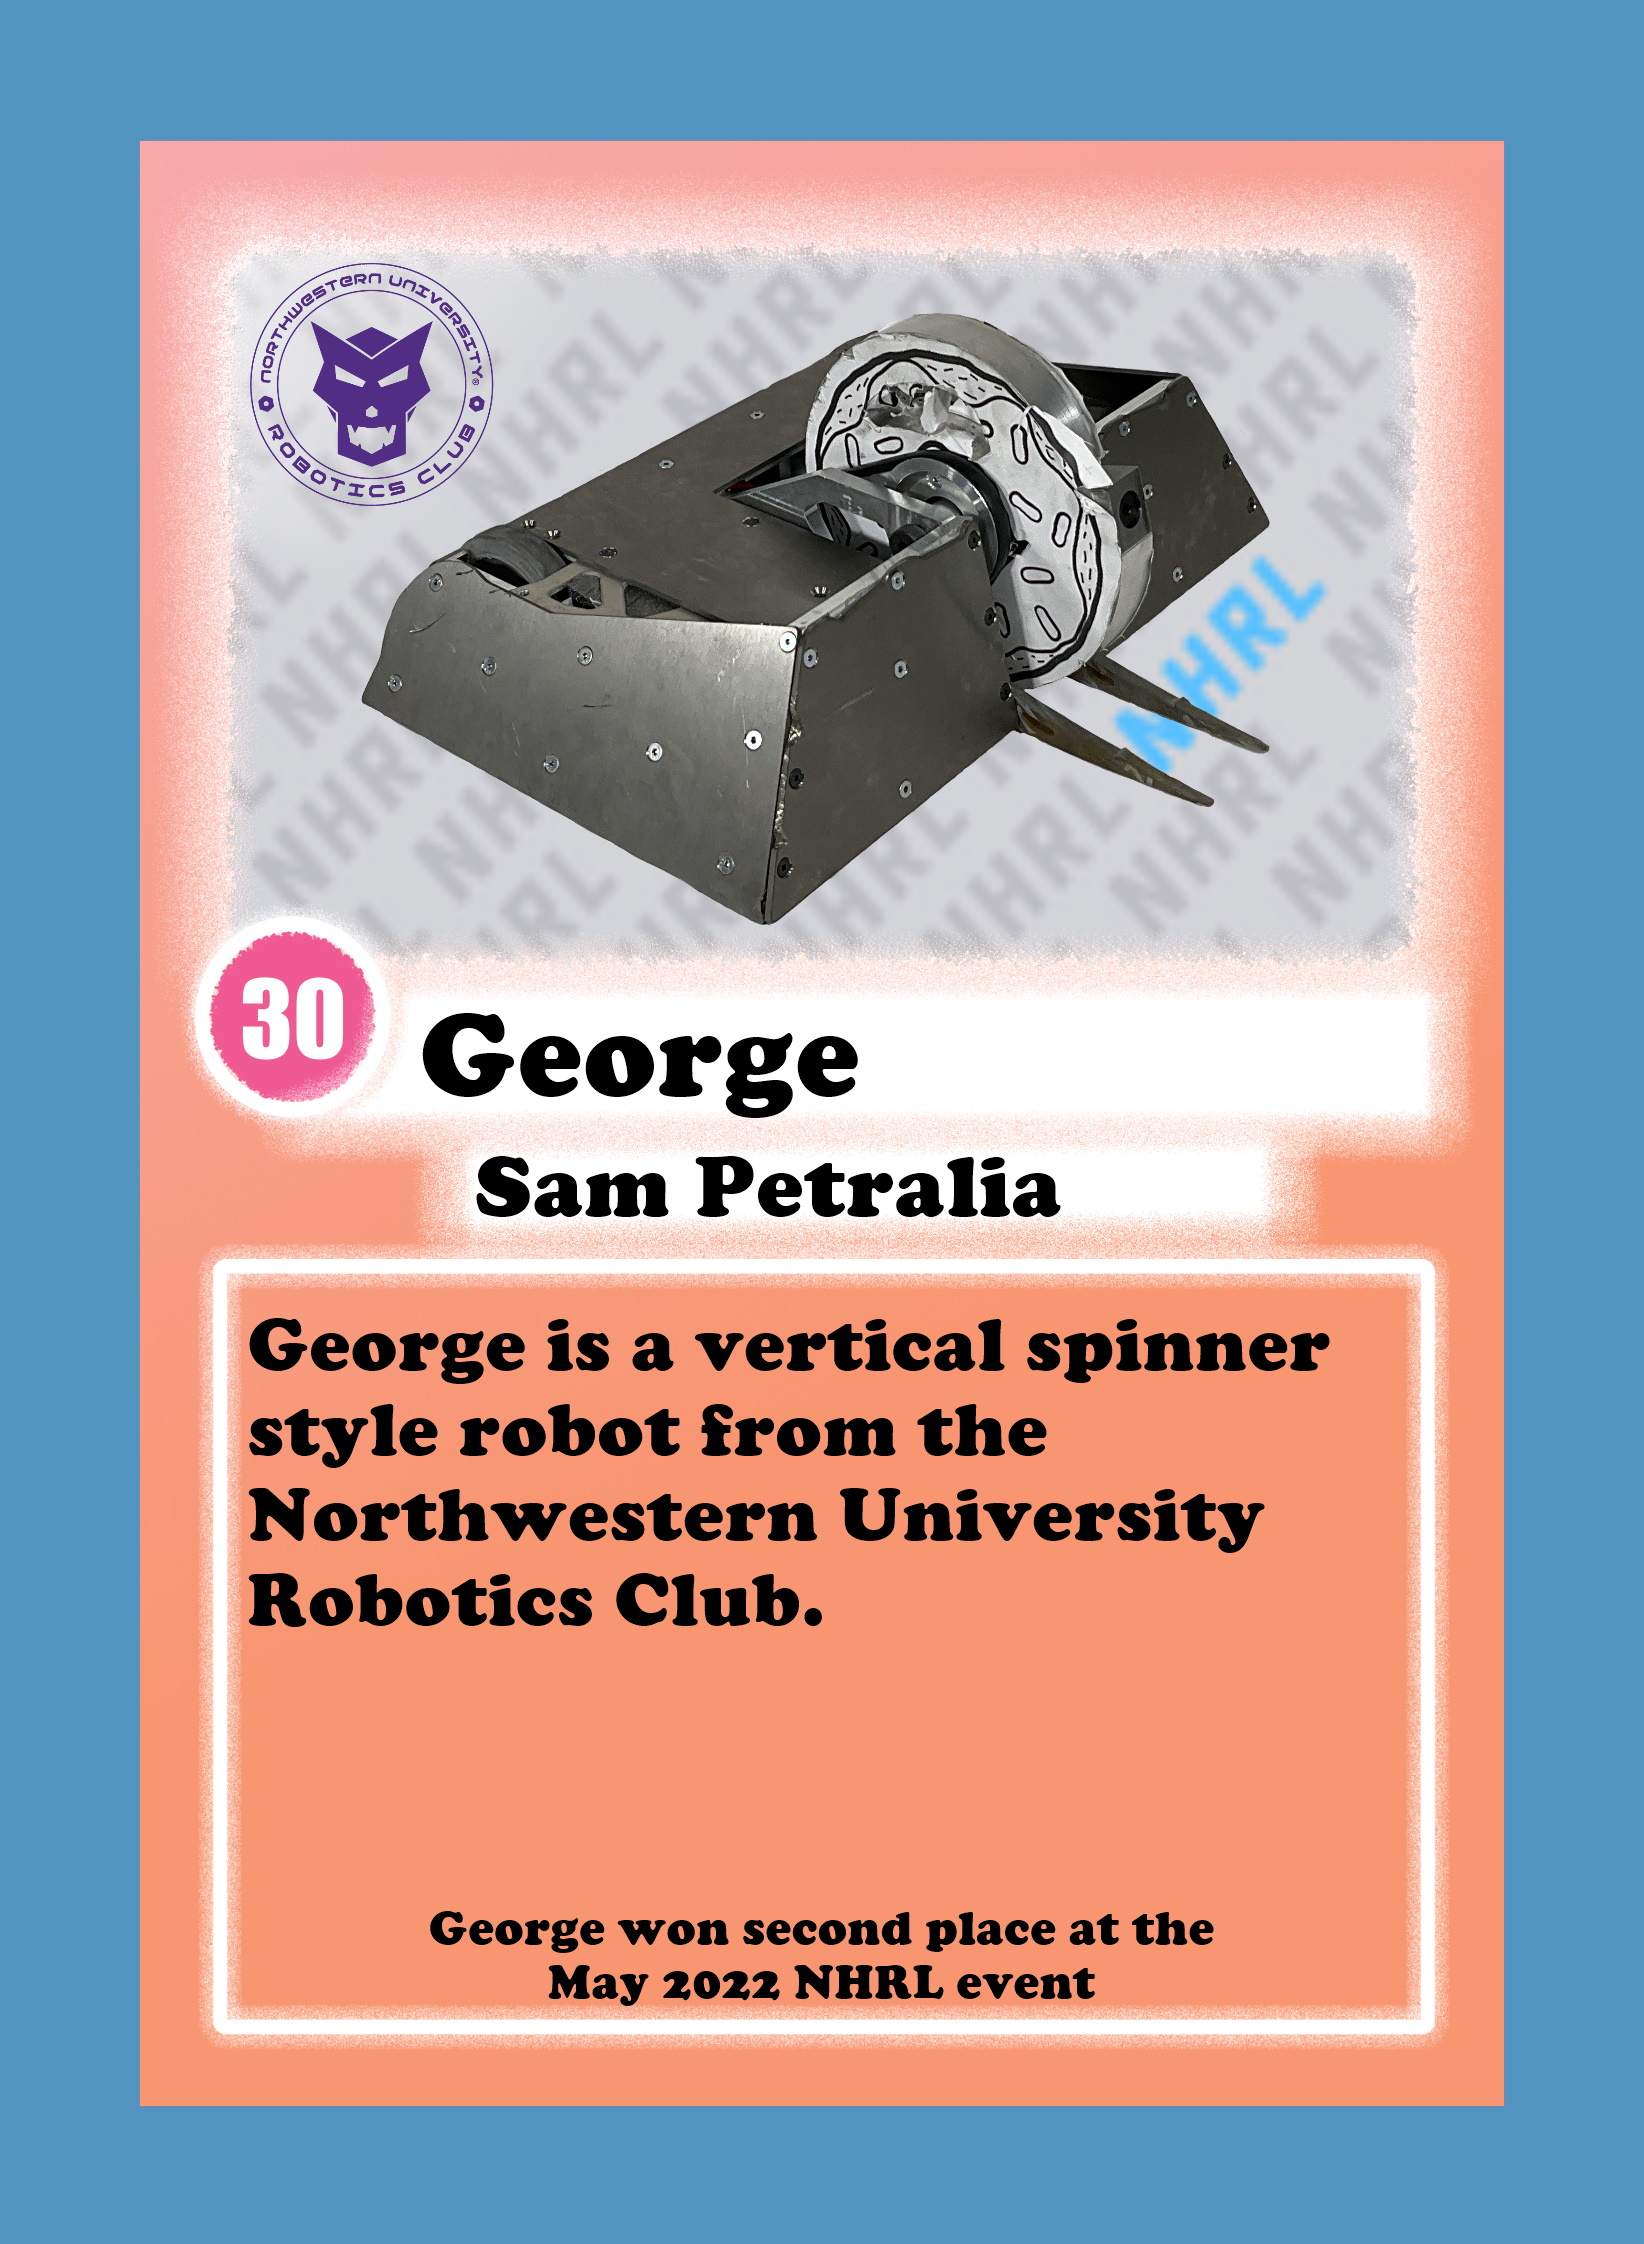 NORTHWESTERN UNIVERSITY®
ROBOTICS CLUB
NHRL
30
George
Sam Petralia
George is a vertical spinner
style robot from the
Northwestern University
Robotics Club.
George won second place at the
May 2022 NHRL event